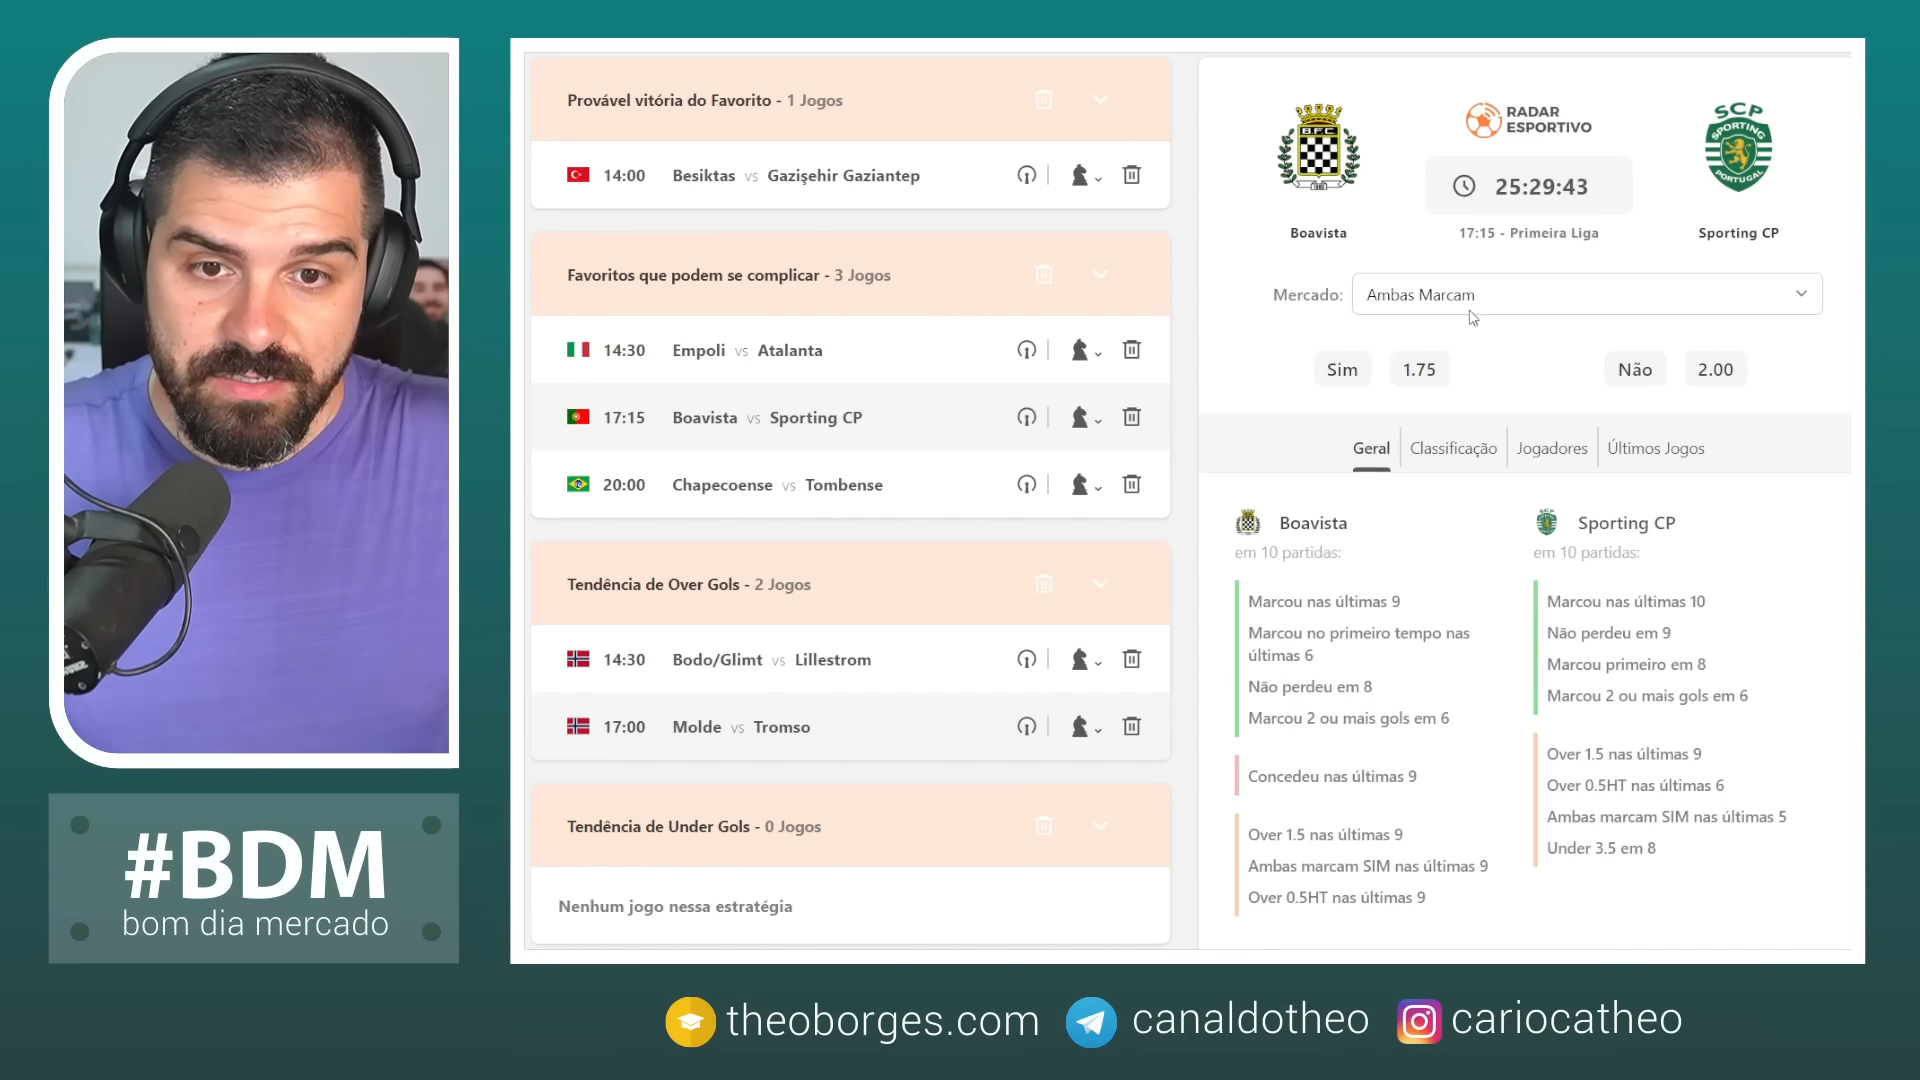 #BDM
bom dia mercado
Provável vitória do Favorito - 1 Jogos
14:00 Besiktas vs Gazişehir Gaziantep
Favoritos que podem se complicar - 3 Jogos
14:30 Empoli vs Atalanta
17:15 Boavista vs Sporting CP
20:00 Chapecoense vs Tombense
Tendência de Over Gols - 2 Jogos
14:30 Bodo/Glimt vs Lillestrom
17:00 Molde vs Tromso
Tendência de Under Gols - 0 Jogos
Nenhum jogo nessa estratégia
B.F.C.
RADAR
ESPORTIVO
SCP
SPORTING
PORTUGAL
25:29:43
Boavista
17:15 - Primeira Liga
Sporting CP
Mercado: Ambas Marcam
Sim 1.75 Não 2.00
Geral Classificação Jogadores Últimos Jogos
Boavista
em 10 partidas:
Marcou nas últimas 9
Marcou no primeiro tempo nas
últimas 6
Não perdeu em 8
Marcou 2 ou mais gols em 6
Concedeu nas últimas 9
Over 1.5 nas últimas 9
Ambas marcam SIM nas últimas 9
Over 0.5HT nas últimas 9
Sporting CP
em 10 partidas:
Marcou nas últimas 10
Não perdeu em 9
Marcou primeiro em 8
Marcou 2 ou mais gols em 6
Over 1.5 nas últimas 9
Over 0.5HT nas últimas 6
Ambas marcam SIM nas últimas 5
Under 3.5 em 8
theoborges.com canaldotheo cariocatheo